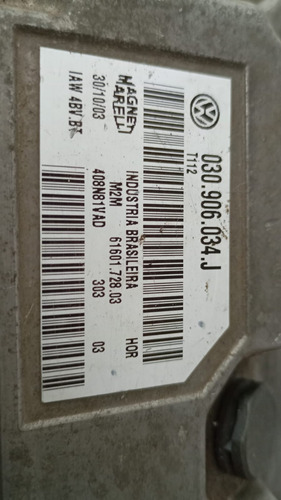 030.906.034.J
T112
INDÚSTRIA BRASILEIRA
M2M 61601.728.03 HOR
408N81VAD 303 03
MAGNETI
MARELLI
30/10/03
IAW 4BV.BT